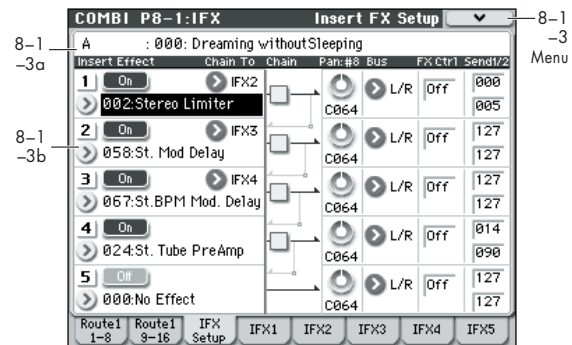 COMBI P8-1:IFX Insert FX Setup
8-1
-3
Menu
8-1
-3a
A : 000: Dreaming withoutSleeping
Insert Effect Chain To Chain Pan:#8 Bus FX Ctrl Send1/2
1 On IFX2 L/R Off 000
002:Stereo Limiter C064 005
8-1
-3b
2 On IFX3 L/R Off 127
058:St. Mod Delay C064 127
3 On IFX4 L/R Off 127
067:St.BPM Mod. Delay C064 127
4 On L/R Off 014
024:St. Tube PreAmp C064 090
5 Off L/R Off 127
000:No Effect C064 127
Route1 1-8 Route1 9-16 IFX Setup IFX1 IFX2 IFX3 IFX4 IFX5